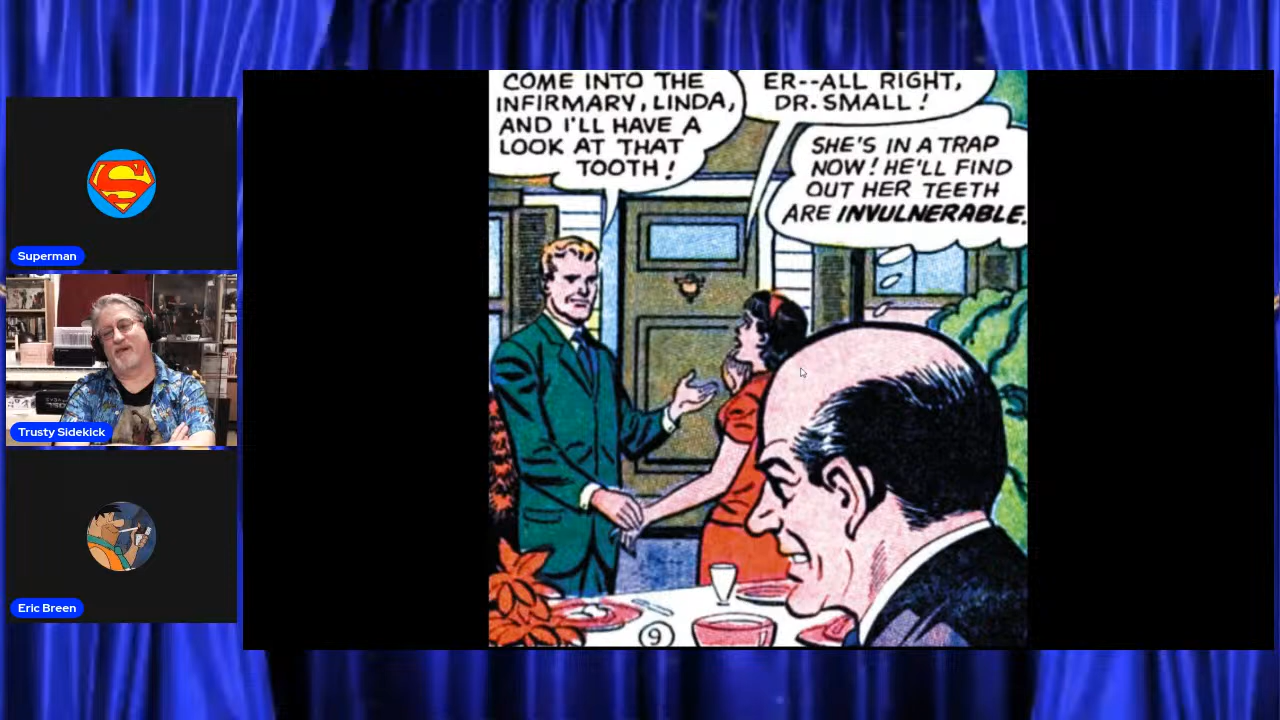 COME INTO THE
INFIRMARY, LINDA,
AND I'LL HAVE A
LOOK AT THAT
TOOTH!
ER--ALL RIGHT,
DR. SMALL!
SHE'S IN A TRAP
NOW! HE'LL FIND
OUT HER TEETH
ARE INVULNERABLE.
Superman
Trusty Sidekick
Eric Breen
9